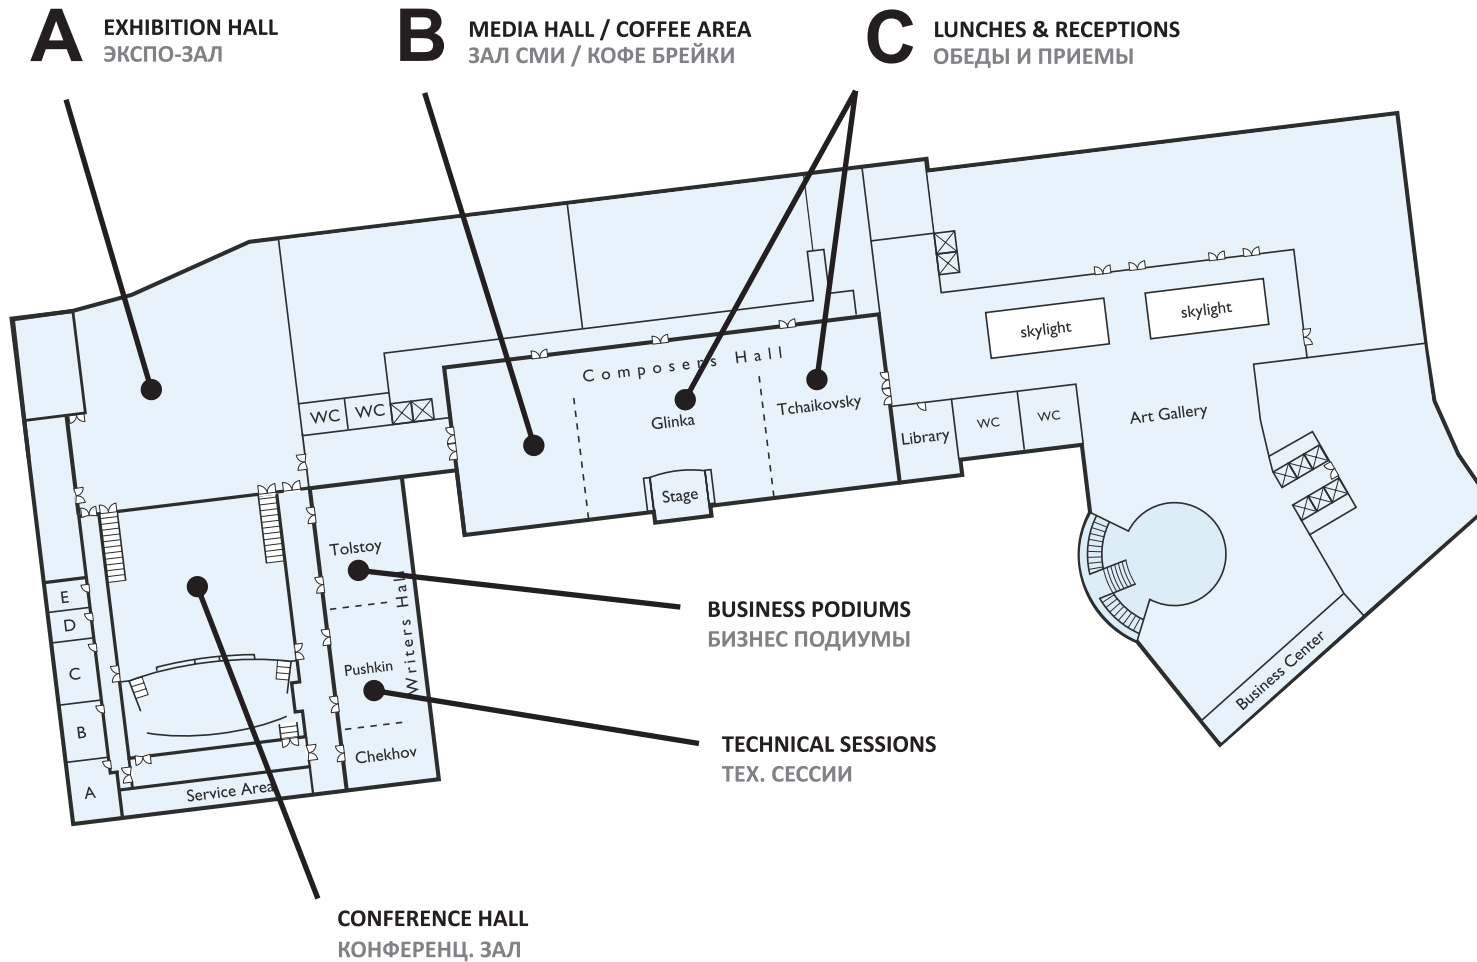 A
EXHIBITION HALL
ЭКСПО-ЗАЛ
B
MEDIA HALL / COFFEE AREA
ЗАЛ СМИ / КОФЕ БРЕЙКИ
C
LUNCHES & RECEPTIONS
ОБЕДЫ И ПРИЕМЫ
skylight
skylight
Composers Hall
WC
WC
Glinka
Tchaikovsky
Library
WC
WC
Art Gallery
Stage
Tolstoy
Writers Hall
E
D
C
B
A
Pushkin
Chekhov
Service Area
BUSINESS PODIUMS
БИЗНЕС ПОДИУМЫ
Business Center
TECHNICAL SESSIONS
ТЕХ. СЕССИИ
CONFERENCE HALL
КОНФЕРЕНЦ. ЗАЛ